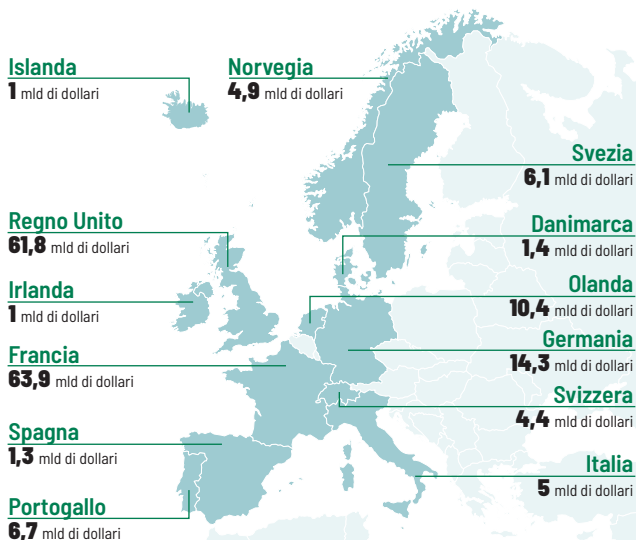 Islanda
1 mld di dollari
Norvegia
4,9 mld di dollari
Svezia
6,1 mld di dollari
Regno Unito
61,8 mld di dollari
Danimarca
1,4 mld di dollari
Irlanda
1 mld di dollari
Olanda
10,4 mld di dollari
Francia
63,9 mld di dollari
Germania
14,3 mld di dollari
Svizzera
4,4 mld di dollari
Spagna
1,3 mld di dollari
Italia
5 mld di dollari
Portogallo
6,7 mld di dollari